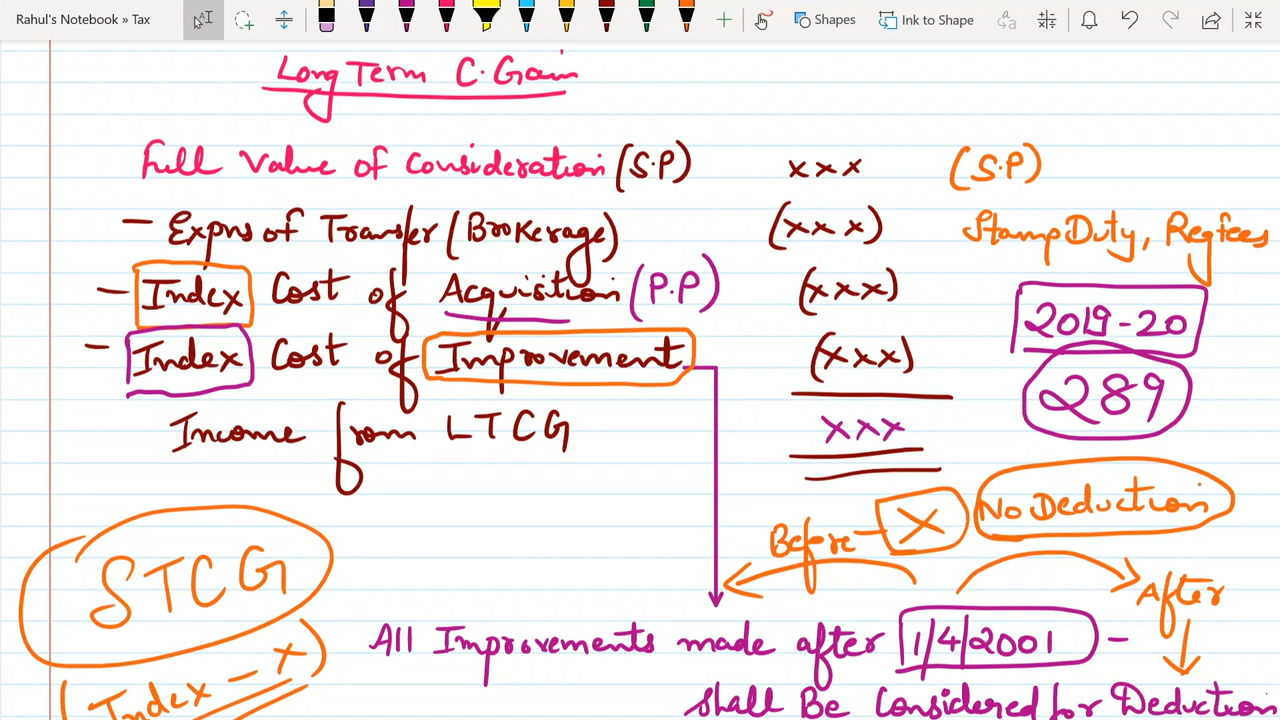 Rahul's Notebook » Tax
Shapes
Ink to Shape
Long Term C.Gain
Full Value of Consideration (S.P) xxx (S.P)
- Expns of Transfer (Brokerage) (xxx) Stamp Duty, Regfees
- Index Cost of Acquisition (P.P) (xxx)
2019-20
- Index Cost of Improvement (xxx)
289
Income from LTCG xxx
No Deduction
Before - X
STCG
After
All Improvements made after 1/4/2001 -
(Index - x)
shall Be Considered for Deduction